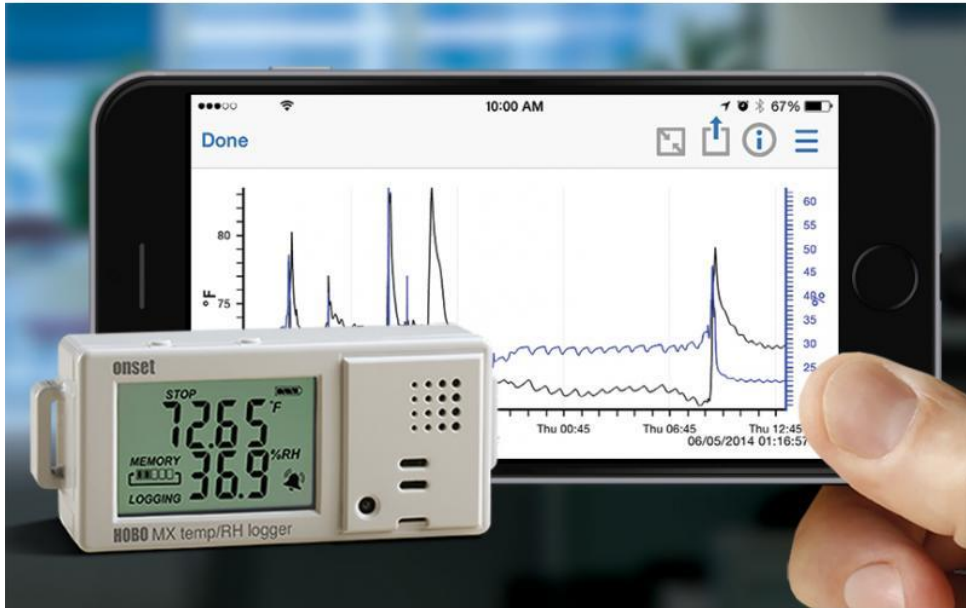 10:00 AM
67%
Done
80
75
°F
60
55
50
45
40
35
30
25
%
Thu 00:45
Thu 06:45
Thu 12:45
06/05/2014 01:16:57
onset
STOP
72.65 °F
MEMORY
36.9 %RH
LOGGING
HOBO MX temp/RH logger